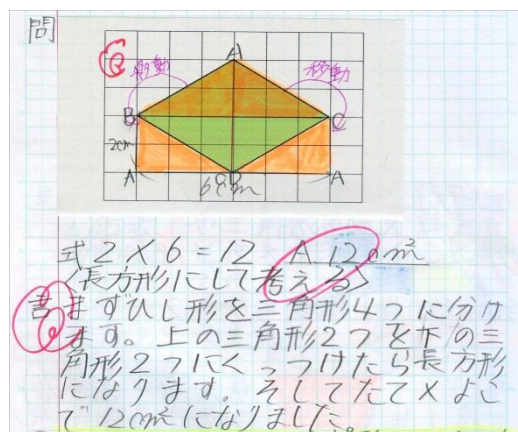 問
A
移動
移動
B
C
2cm
A
A
式2×6=12 A 12cm²
〈長方形にして考える〉
まずひし形を三角形4つに分け
ます。上の三角形2つを下の三
角形2つにくっつけたら長方形
になります。そしてたて×よこ
で12cm²になりました。